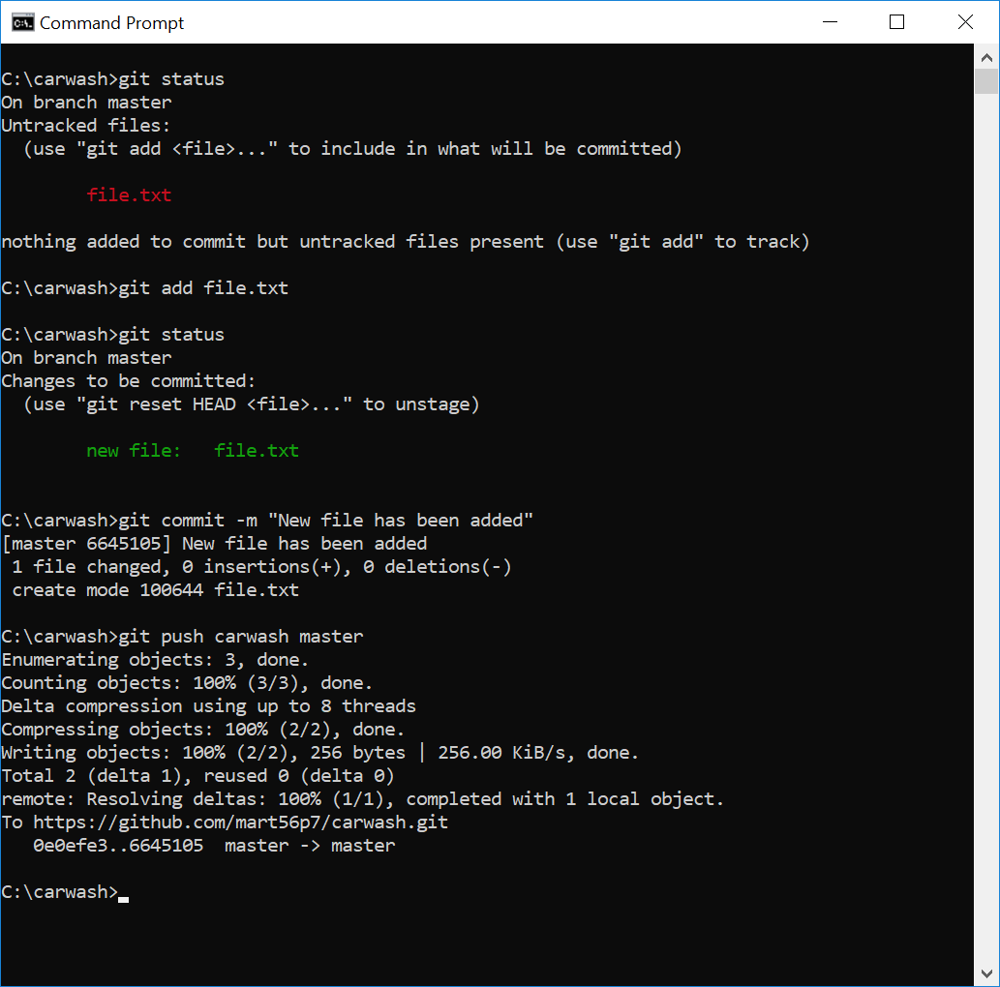 Command Prompt
C:\carwash>git status
On branch master
Untracked files:
  (use "git add <file>..." to include in what will be committed)
        file.txt
nothing added to commit but untracked files present (use "git add" to track)
C:\carwash>git add file.txt
C:\carwash>git status
On branch master
Changes to be committed:
  (use "git reset HEAD <file>..." to unstage)
        new file:   file.txt
C:\carwash>git commit -m "New file has been added"
[master 6645105] New file has been added
 1 file changed, 0 insertions(+), 0 deletions(-)
 create mode 100644 file.txt
C:\carwash>git push carwash master
Enumerating objects: 3, done.
Counting objects: 100% (3/3), done.
Delta compression using up to 8 threads
Compressing objects: 100% (2/2), done.
Writing objects: 100% (2/2), 256 bytes | 256.00 KiB/s, done.
Total 2 (delta 1), reused 0 (delta 0)
remote: Resolving deltas: 100% (1/1), completed with 1 local object.
To https://github.com/mart56p7/carwash.git
   0e0efe3..6645105  master -> master
C:\carwash>